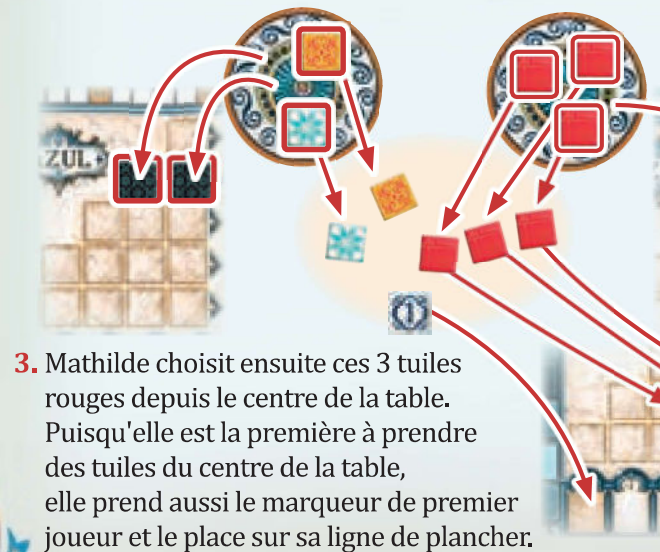 ZUL
1
3. Mathilde choisit ensuite ces 3 tuiles
rouges depuis le centre de la table.
Puisqu'elle est la première à prendre
des tuiles du centre de la table,
elle prend aussi le marqueur de premier
joueur et le place sur sa ligne de plancher.